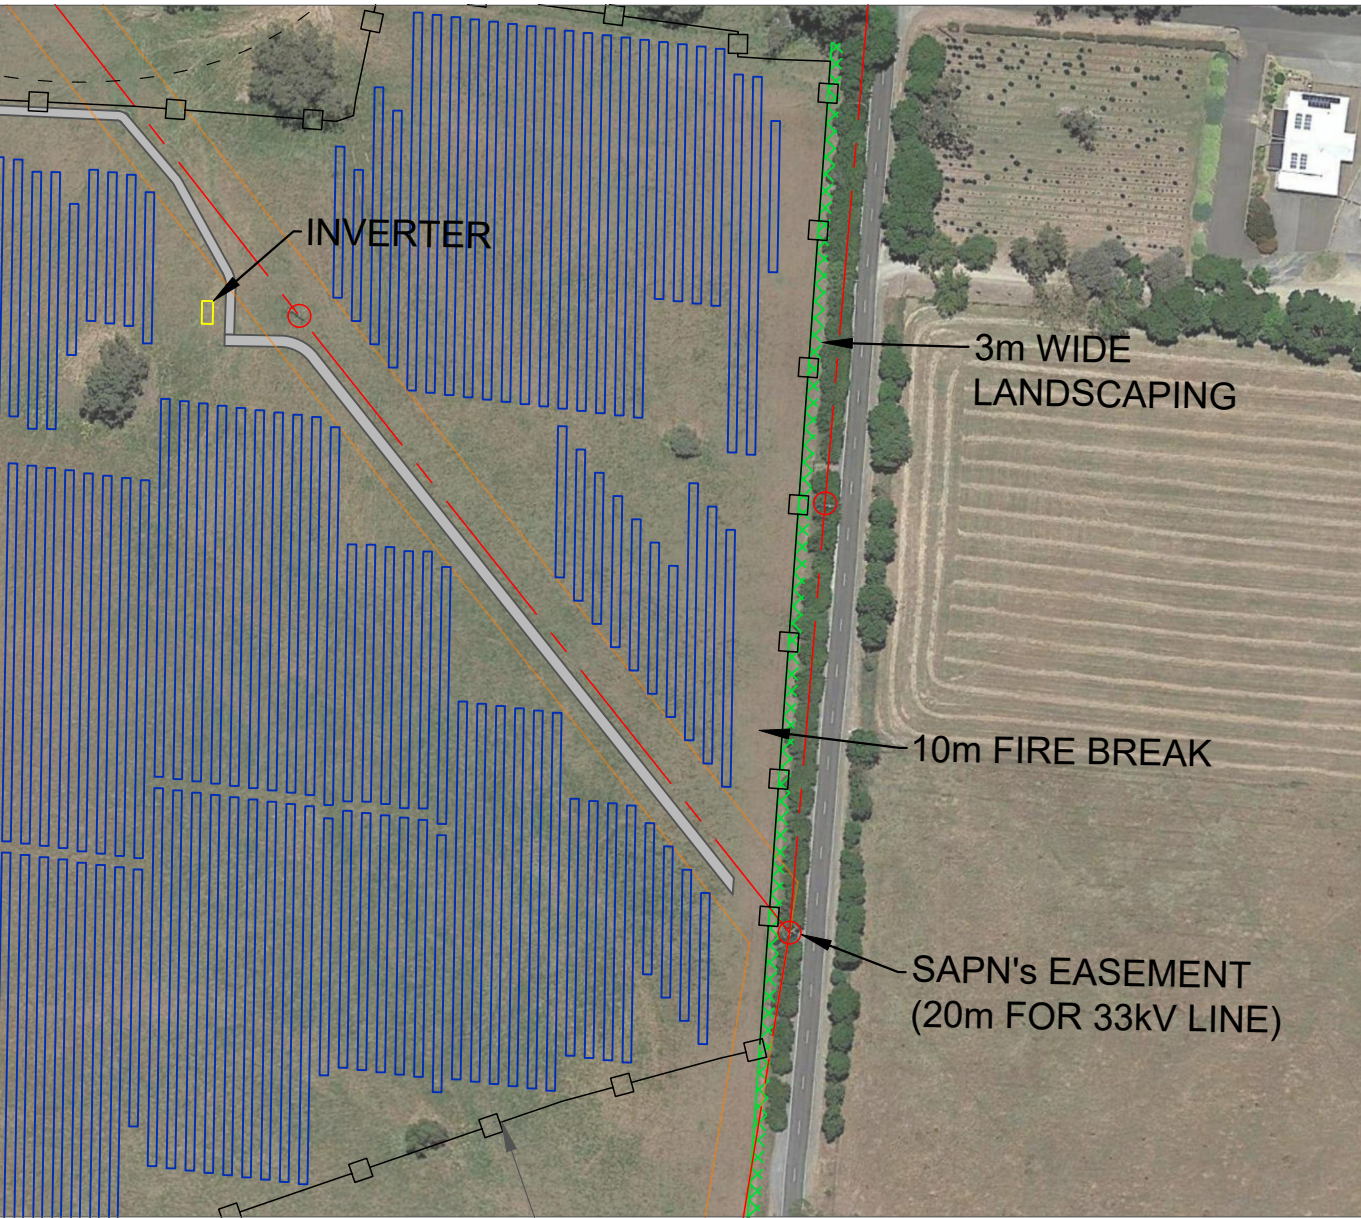 INVERTER
3m WIDE
LANDSCAPING
10m FIRE BREAK
SAPN's EASEMENT
(20m FOR 33kV LINE)